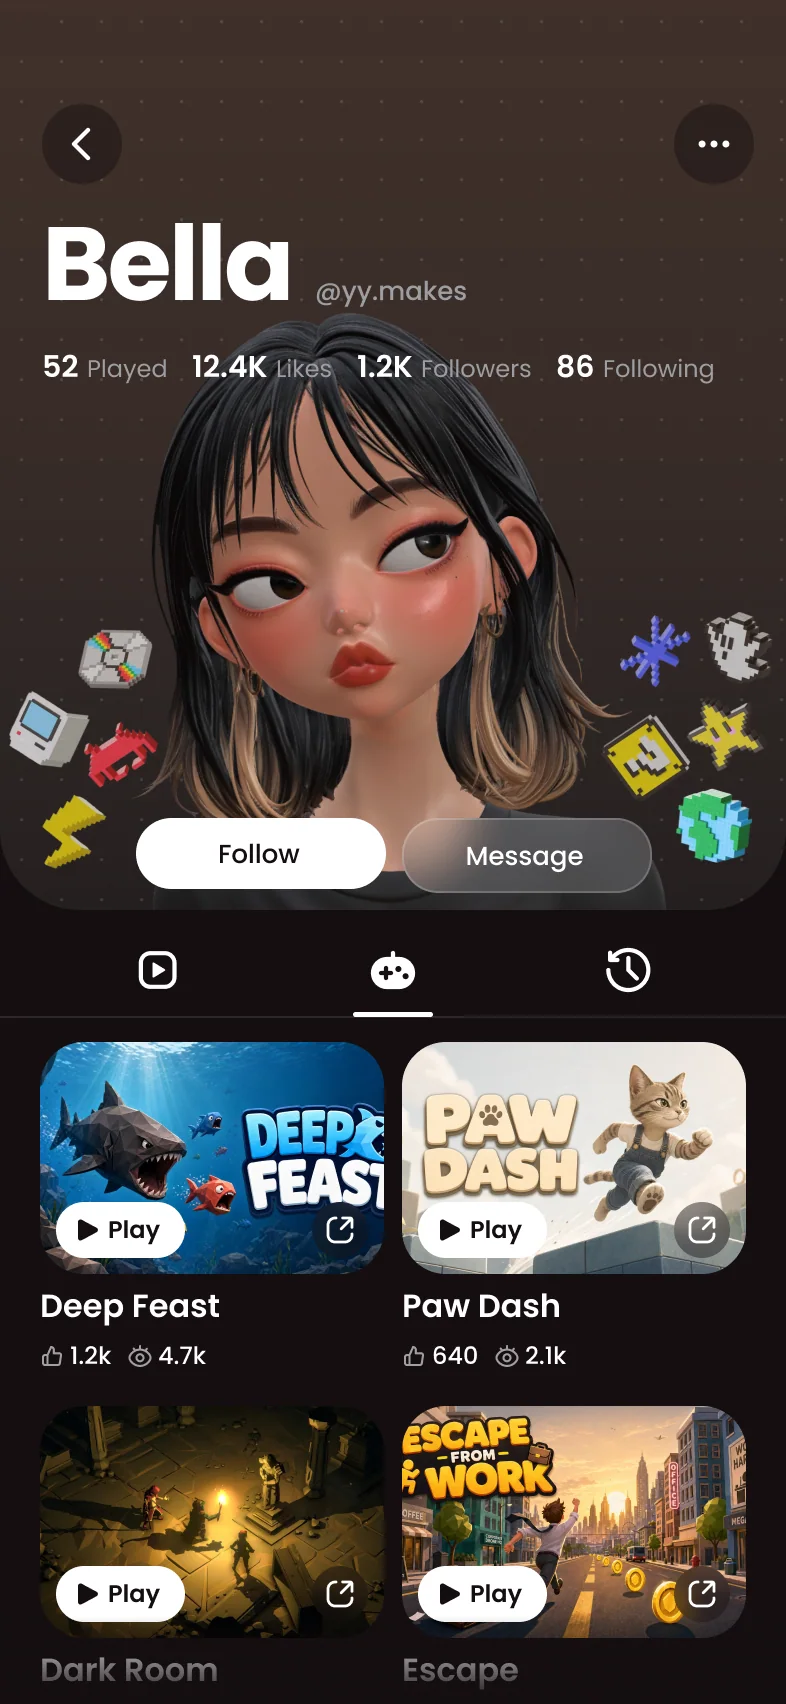 Bella @yy.makes
52 Played 12.4K Likes 1.2K Followers 86 Following
Follow
Message
DEEP
FEAST
Play
PAW
DASH
Play
Deep Feast
Paw Dash
1.2k 4.7k
640 2.1k
Play
ESCAPE
FROM
WORK
OFFICE
Play
Dark Room
Escape